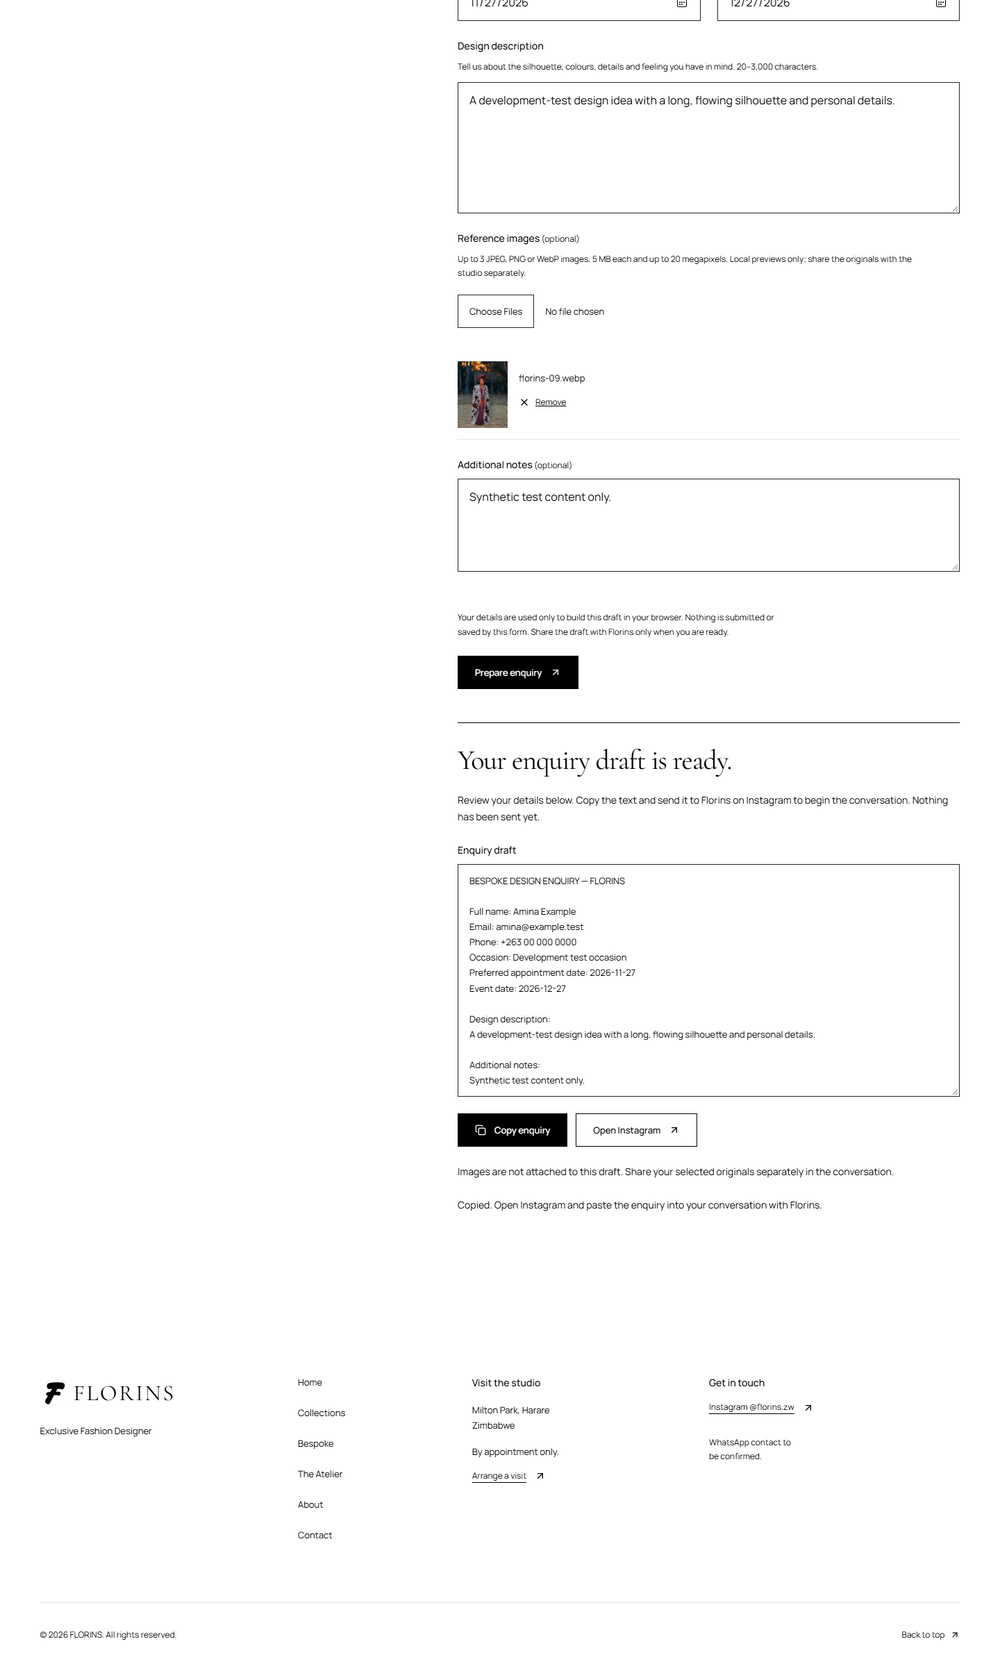 11/27/2026
12/27/2026
Design description
Tell us about the silhouette, colours, details and feeling you have in mind. 20–3,000 characters.
A development-test design idea with a long, flowing silhouette and personal details.
Reference images (optional)
Up to 3 JPEG, PNG or WebP images, 5 MB each and up to 20 megapixels. Local previews only; share the originals with the
studio separately.
Choose Files No file chosen
florins-09.webp
Remove
Additional notes (optional)
Synthetic test content only.
Your details are used only to build this draft in your browser. Nothing is submitted or
saved by this form. Share the draft with Florins only when you are ready.
Prepare enquiry
Your enquiry draft is ready.
Review your details below. Copy the text and send it to Florins on Instagram to begin the conversation. Nothing
has been sent yet.
Enquiry draft
BESPOKE DESIGN ENQUIRY — FLORINS
Full name: Amina Example
Email: amina@example.test
Phone: +263 00 000 0000
Occasion: Development test occasion
Preferred appointment date: 2026-11-27
Event date: 2026-12-27
Design description:
A development-test design idea with a long, flowing silhouette and personal details.
Additional notes:
Synthetic test content only.
Copy enquiry
Open Instagram
Images are not attached to this draft. Share your selected originals separately in the conversation.
Copied. Open Instagram and paste the enquiry into your conversation with Florins.
FLORINS
Exclusive Fashion Designer
Home
Collections
Bespoke
The Atelier
About
Contact
Visit the studio
Milton Park, Harare
Zimbabwe
By appointment only.
Arrange a visit
Get in touch
Instagram @florins.zw
WhatsApp contact to
be confirmed.
© 2026 FLORINS. All rights reserved.
Back to top